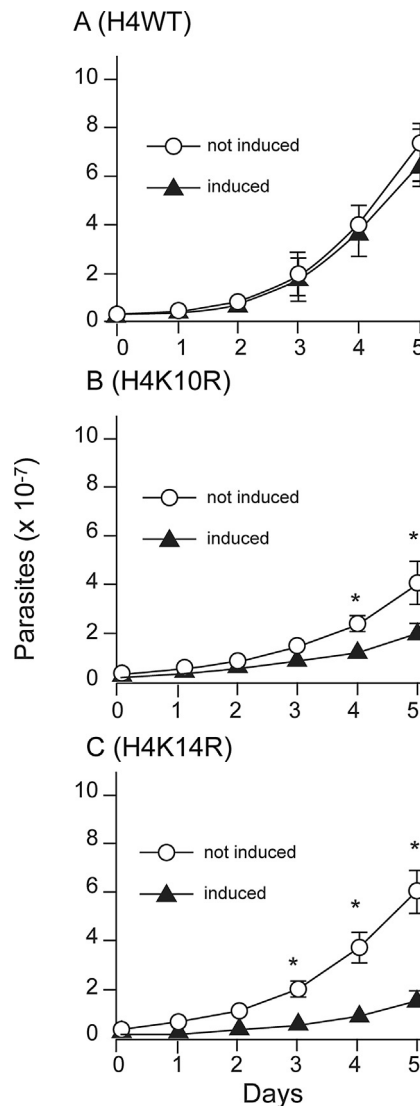 A (H4WT)
10
8
not induced
6
induced
4
2
0
0 1 2 3 4 5
B (H4K10R)
10
8
not induced
6
induced
*
*
4
2
0
0 1 2 3 4 5
Parasites (x 10-7)
C (H4K14R)
10
8
not induced
*
6
induced
*
4
*
2
0
0 1 2 3 4 5
Days